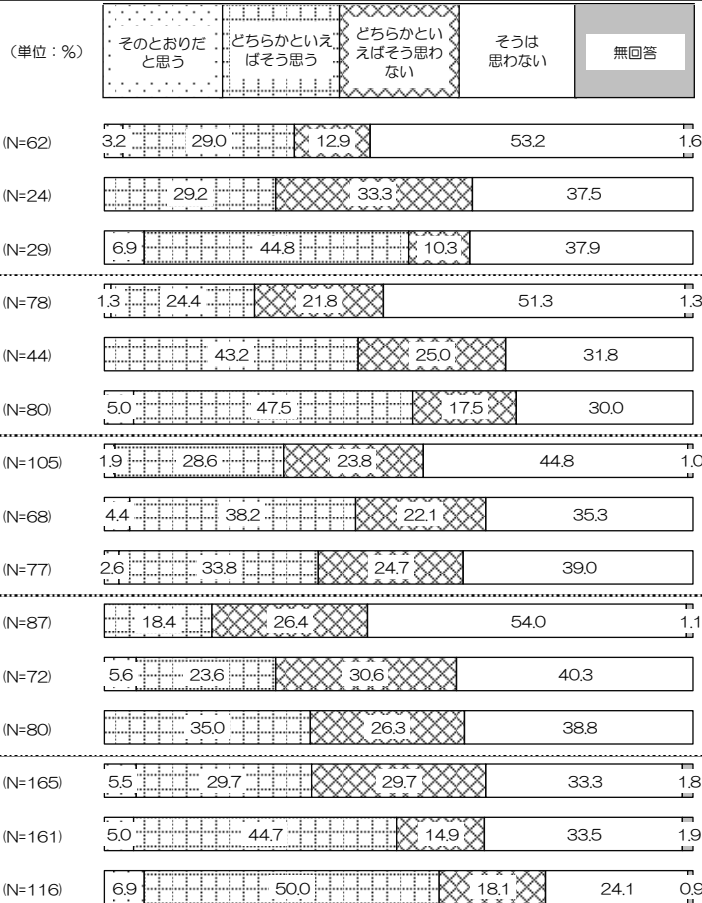 （単位：％）
そのとおりだ
と思う
どちらかといえ
ばそう思う
どちらかとい
えばそう思わ
ない
そうは
思わない
無回答
(N=62) 3.2 29.0 12.9 53.2 1.6
(N=24) 29.2 33.3 37.5
(N=29) 6.9 44.8 10.3 37.9
(N=78) 1.3 24.4 21.8 51.3 1.3
(N=44) 43.2 25.0 31.8
(N=80) 5.0 47.5 17.5 30.0
(N=105) 1.9 28.6 23.8 44.8 1.0
(N=68) 4.4 38.2 22.1 35.3
(N=77) 2.6 33.8 24.7 39.0
(N=87) 18.4 26.4 54.0 1.1
(N=72) 5.6 23.6 30.6 40.3
(N=80) 35.0 26.3 38.8
(N=165) 5.5 29.7 29.7 33.3 1.8
(N=161) 5.0 44.7 14.9 33.5 1.9
(N=116) 6.9 50.0 18.1 24.1 0.9